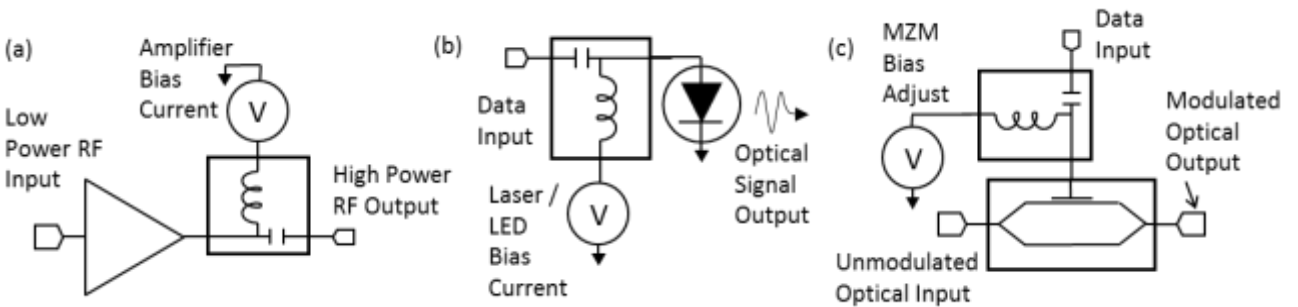 (a)
Amplifier
Bias
Current
V
Low
Power RF
Input
High Power
RF Output
(b)
Data
Input
Laser /
LED
Bias
Current
V
Optical
Signal
Output
(c)
MZM
Bias
Adjust
Data
Input
V
Modulated
Optical
Output
Unmodulated
Optical Input